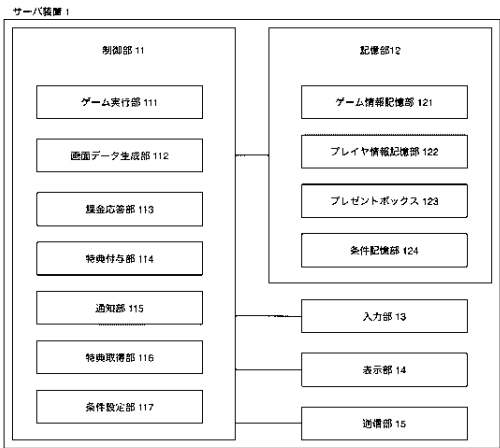 サーバ装置 1
制御部 11
ゲーム実行部 111
画面データ生成部 112
課金応答部 113
特典付与部 114
通知部 115
特典取得部 116
条件設定部 117
記憶部12
ゲーム情報記憶部 121
プレイヤ情報記憶部 122
プレゼントボックス 123
条件記憶部 124
入力部 13
表示部 14
通信部 15